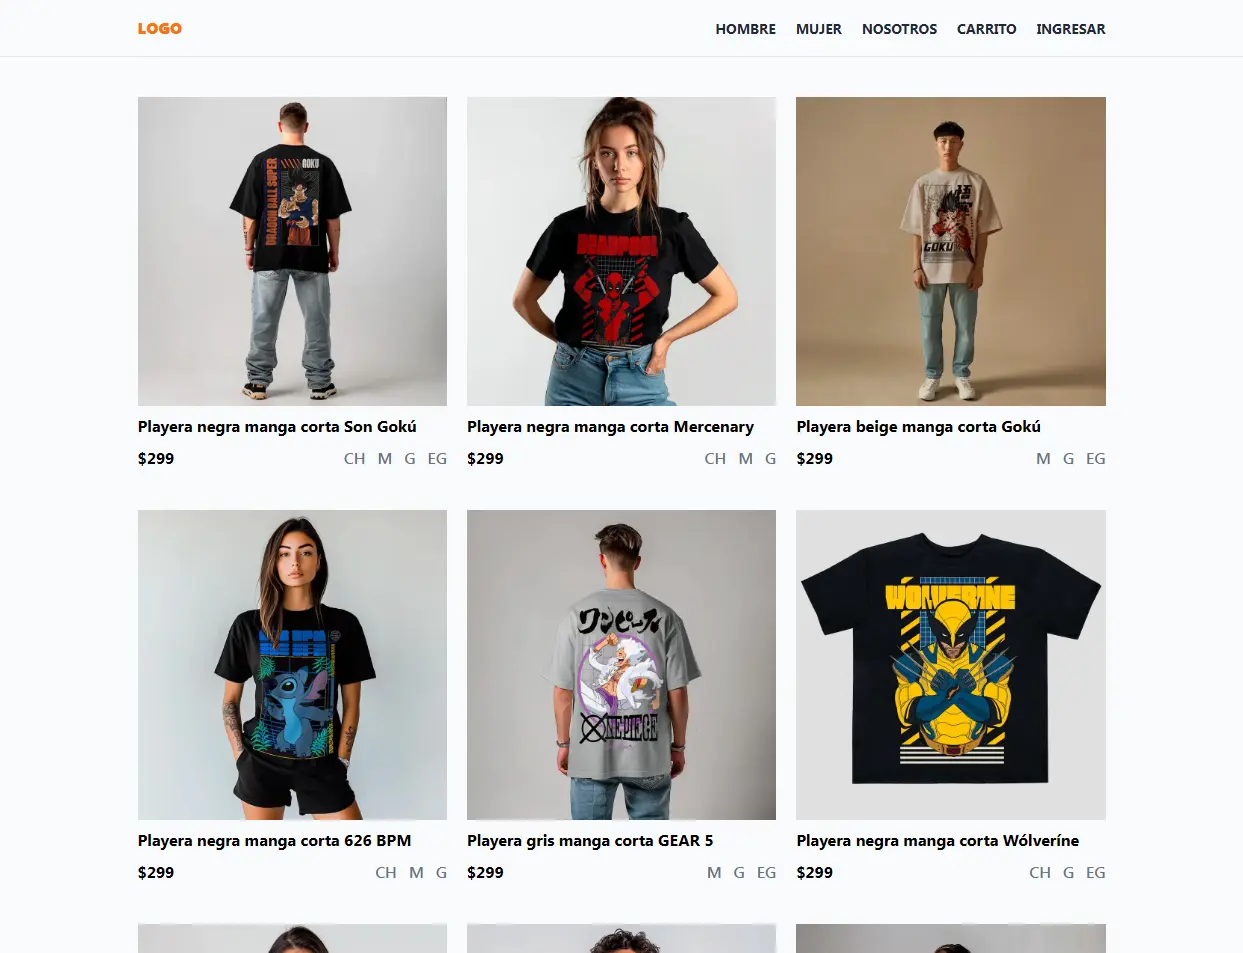 LOGO
HOMBRE MUJER NOSOTROS CARRITO INGRESAR
DRAGON BALL SUPER
GOKU
DEADPOOL
GOKU
Playera negra manga corta Son Gokú
$299 CH M G EG
Playera negra manga corta Mercenary
$299 CH M G
Playera beige manga corta Gokú
$299 M G EG
ワンピース
NEPIECE
WOLVERINE
Playera negra manga corta 626 BPM
$299 CH M G
Playera gris manga corta GEAR 5
$299 M G EG
Playera negra manga corta Wólveríne
$299 CH G EG